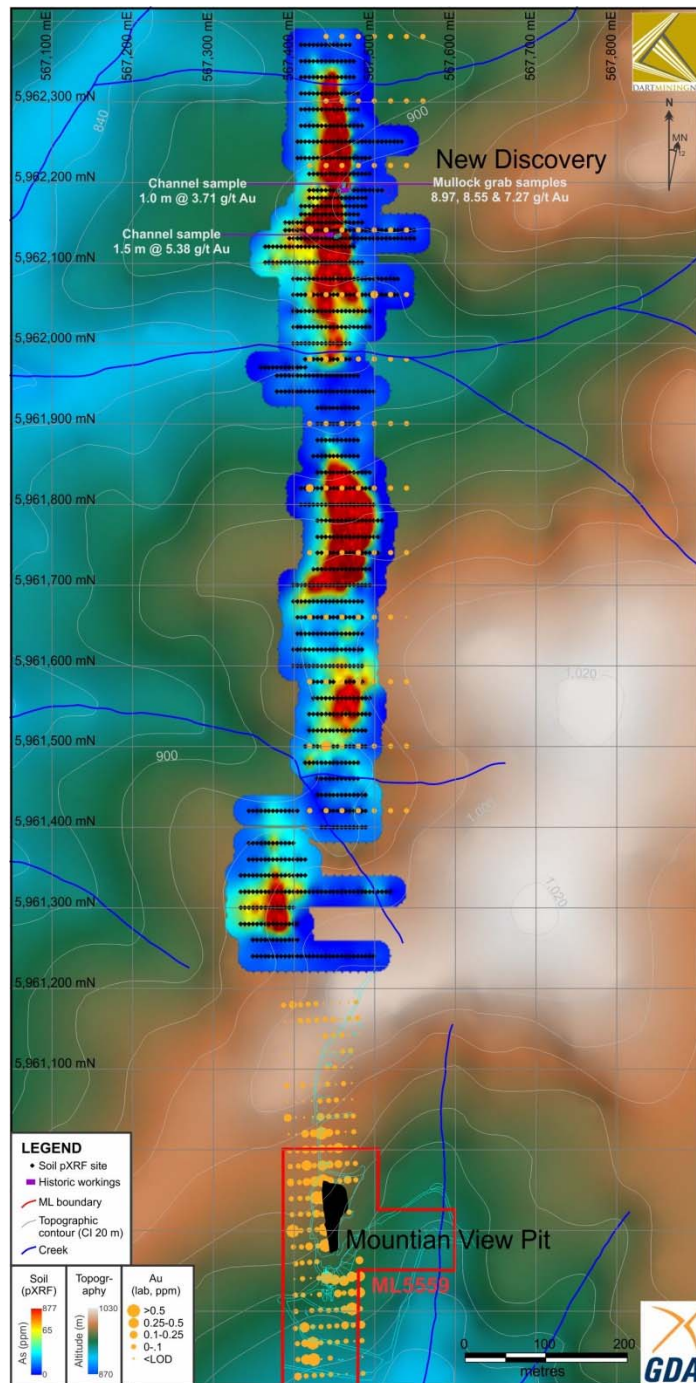 567,100 mE
567,200 mE
567,300 mE
567,400 mE
567,500 mE
567,600 mE
567,700 mE
567,800 mE
DARTMININGNL
N
MN
12
5,962,300 mN
840
900
New Discovery
5,962,200 mN
Channel sample
1.0 m @ 3.71 g/t Au
Mullock grab samples
8.97, 8.55 & 7.27 g/t Au
Channel sample
1.5 m @ 5.38 g/t Au
5,962,100 mN
5,962,000 mN
5,961,900 mN
5,961,800 mN
5,961,700 mN
5,961,600 mN
1,020
5,961,500 mN
900
1,000
5,961,400 mN
5,961,300 mN
1,020
5,961,200 mN
5,961,100 mN
LEGEND
Soil pXRF site
Historic workings
ML boundary
Topographic
contour (CI 20 m)
Creek
Mountian View Pit
ML5559
Soil
(pXRF)
As (ppm)
877
65
0
Topogr-
aphy
Altitude (m)
1030
870
Au
(lab, ppm)
>0.5
0.25-0.5
0.1-0.25
0-.1
<LOD
0
100
200
metres
GDA